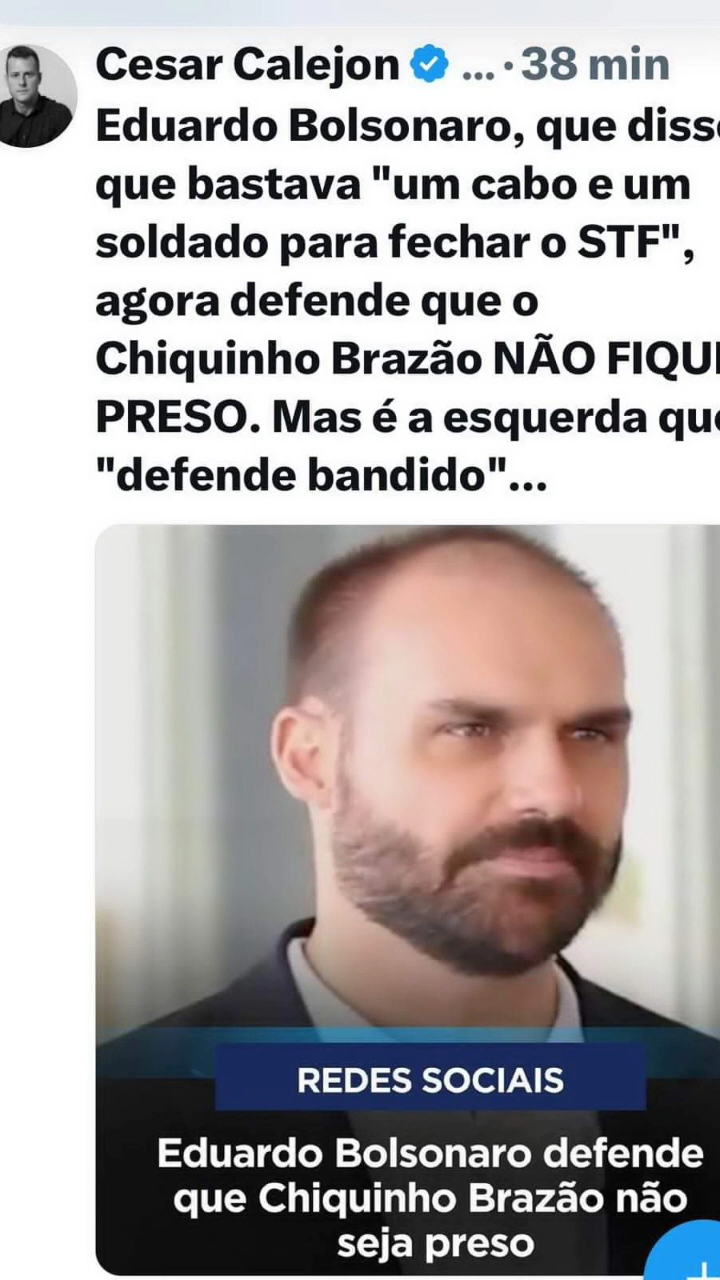 Cesar Calejon ... · 38 min
Eduardo Bolsonaro, que diss
que bastava "um cabo e um
soldado para fechar o STF",
agora defende que o
Chiquinho Brazão NÃO FIQU
PRESO. Mas é a esquerda qu
"defende bandido"...
REDES SOCIAIS
Eduardo Bolsonaro defende
que Chiquinho Brazão não
seja preso